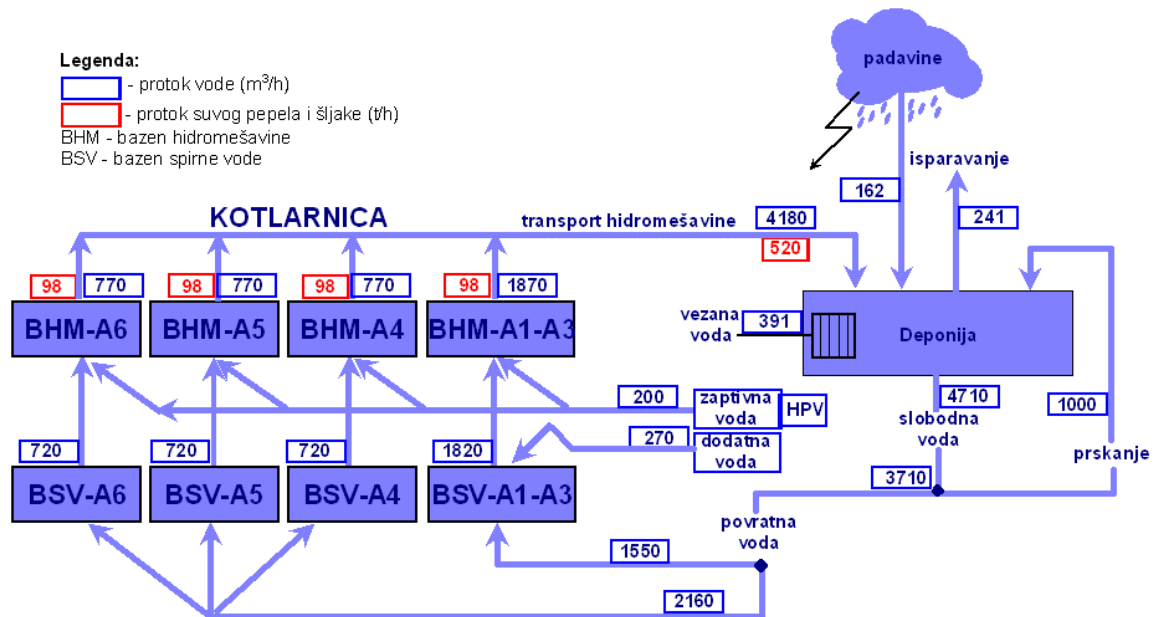 Legenda:
- protok vode (m³/h)
- protok suvog pepela i šljake (t/h)
BHM - bazen hidromešavine
BSV - bazen spirne vode
padavine
isparavanje
162
241
KOTLARNICA
transport hidromešavine
4180
520
98 770
98 770
98 770
98 1870
BHM-A6
BHM-A5
BHM-A4
BHM-A1-A3
vezana
voda
391
Deponija
200
zaptivna
voda
HPV
270
dodatna
voda
4710
slobodna
voda
1000
prskanje
720
720
720
1820
BSV-A6
BSV-A5
BSV-A4
BSV-A1-A3
3710
povratna
voda
1550
2160